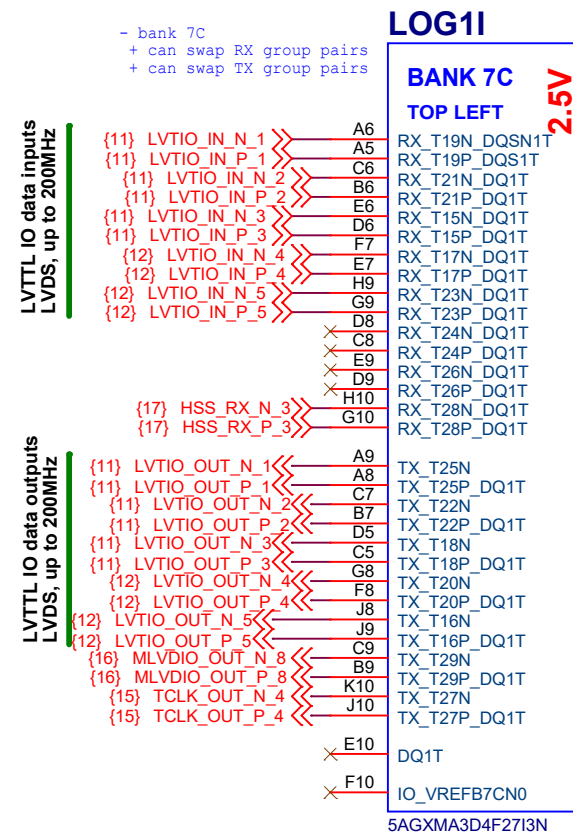 LOG1I
- bank 7C
+ can swap RX group pairs
+ can swap TX group pairs
BANK 7C
TOP LEFT
2.5V
LVTTL IO data inputs
LVDS, up to 200MHz
{11} LVTIO_IN_N_1 A6 RX_T19N_DQSN1T
{11} LVTIO_IN_P_1 A5 RX_T19P_DQS1T
{11} LVTIO_IN_N_2 C6 RX_T21N_DQ1T
{11} LVTIO_IN_P_2 B6 RX_T21P_DQ1T
{11} LVTIO_IN_N_3 E6 RX_T15N_DQ1T
{11} LVTIO_IN_P_3 D6 RX_T15P_DQ1T
{12} LVTIO_IN_N_4 F7 RX_T17N_DQ1T
{12} LVTIO_IN_P_4 E7 RX_T17P_DQ1T
{12} LVTIO_IN_N_5 H9 RX_T23N_DQ1T
{12} LVTIO_IN_P_5 G9 RX_T23P_DQ1T
D8 RX_T24N_DQ1T
C8 RX_T24P_DQ1T
E9 RX_T26N_DQ1T
D9 RX_T26P_DQ1T
{17} HSS_RX_N_3 H10 RX_T28N_DQ1T
{17} HSS_RX_P_3 G10 RX_T28P_DQ1T
LVTTL IO data outputs
LVDS, up to 200MHz
{11} LVTIO_OUT_N_1 A9 TX_T25N
{11} LVTIO_OUT_P_1 A8 TX_T25P_DQ1T
{11} LVTIO_OUT_N_2 C7 TX_T22N
{11} LVTIO_OUT_P_2 B7 TX_T22P_DQ1T
{11} LVTIO_OUT_N_3 D5 TX_T18N
{11} LVTIO_OUT_P_3 C5 TX_T18P_DQ1T
{12} LVTIO_OUT_N_4 G8 TX_T20N
{12} LVTIO_OUT_P_4 F8 TX_T20P_DQ1T
{12} LVTIO_OUT_N_5 J8 TX_T16N
{12} LVTIO_OUT_P_5 J9 TX_T16P_DQ1T
{16} MLVDIO_OUT_N_8 C9 TX_T29N
{16} MLVDIO_OUT_P_8 B9 TX_T29P_DQ1T
{15} TCLK_OUT_N_4 K10 TX_T27N
{15} TCLK_OUT_P_4 J10 TX_T27P_DQ1T
E10 DQ1T
F10 IO_VREFB7CN0
5AGXMA3D4F27I3N